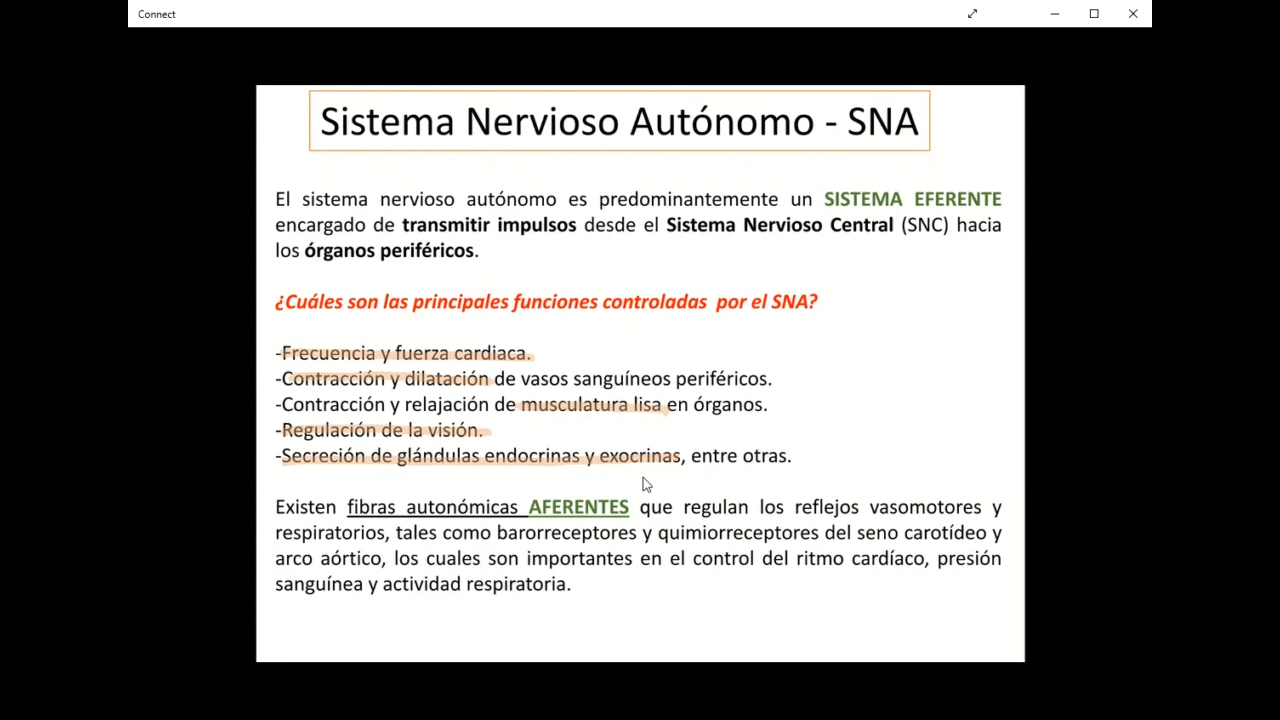 Connect
Sistema Nervioso Autónomo - SNA
El sistema nervioso autónomo es predominantemente un SISTEMA EFERENTE
encargado de transmitir impulsos desde el Sistema Nervioso Central (SNC) hacia
los órganos periféricos.
¿Cuáles son las principales funciones controladas por el SNA?
-Frecuencia y fuerza cardiaca.
-Contracción y dilatación de vasos sanguíneos periféricos.
-Contracción y relajación de musculatura lisa en órganos.
-Regulación de la visión.
-Secreción de glándulas endocrinas y exocrinas, entre otras.
Existen fibras autonómicas AFERENTES que regulan los reflejos vasomotores y
respiratorios, tales como barorreceptores y quimiorreceptores del seno carotídeo y
arco aórtico, los cuales son importantes en el control del ritmo cardíaco, presión
sanguínea y actividad respiratoria.